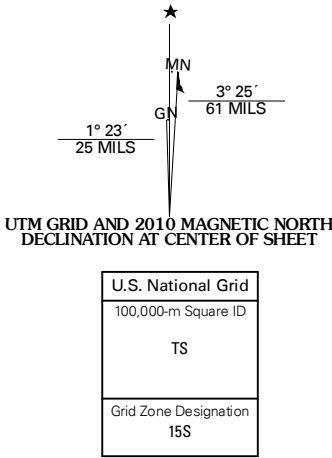 MN
3° 25´
61 MILS
GN
1° 23´
25 MILS
UTM GRID AND 2010 MAGNETIC NORTH
DECLINATION AT CENTER OF SHEET
U.S. National Grid
100,000-m Square ID
TS
Grid Zone Designation
15S